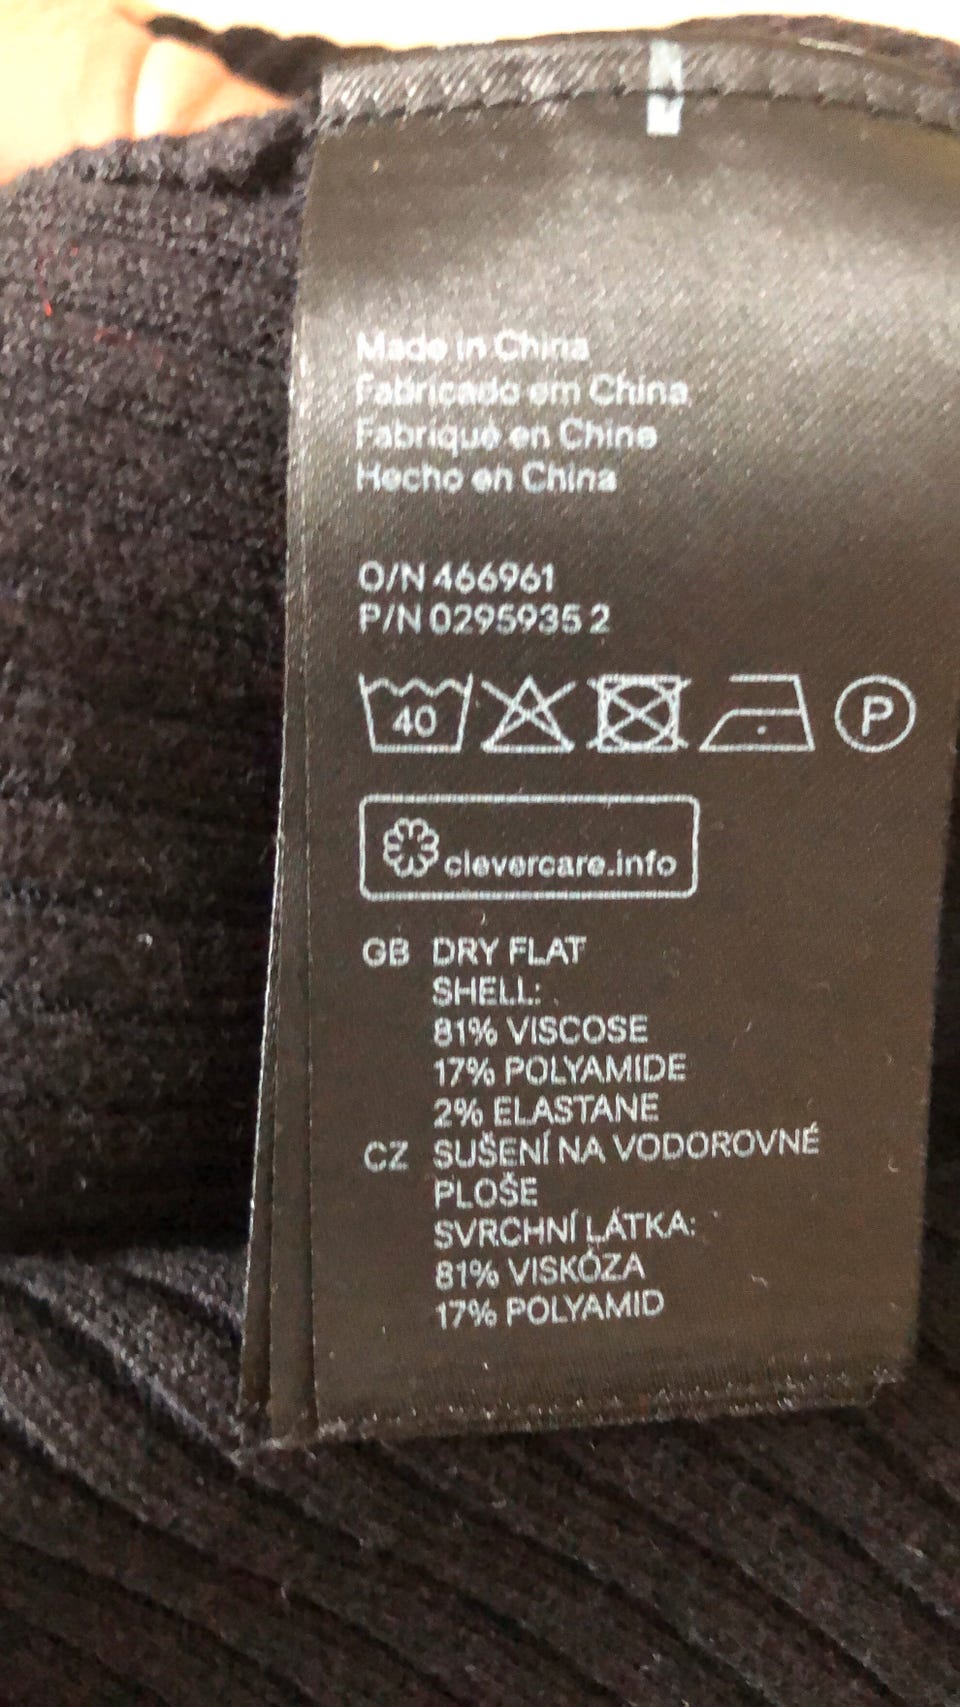 Made in China
Fabricado em China
Fabriqué en Chine
Hecho en China
O/N 466961
P/N 0295935 2
40
P
clevercare.info
GB DRY FLAT
SHELL:
81% VISCOSE
17% POLYAMIDE
2% ELASTANE
CZ SUŠENÍ NA VODOROVNÉ
PLOŠE
SVRCHNÍ LÁTKA:
81% VISKÓZA
17% POLYAMID